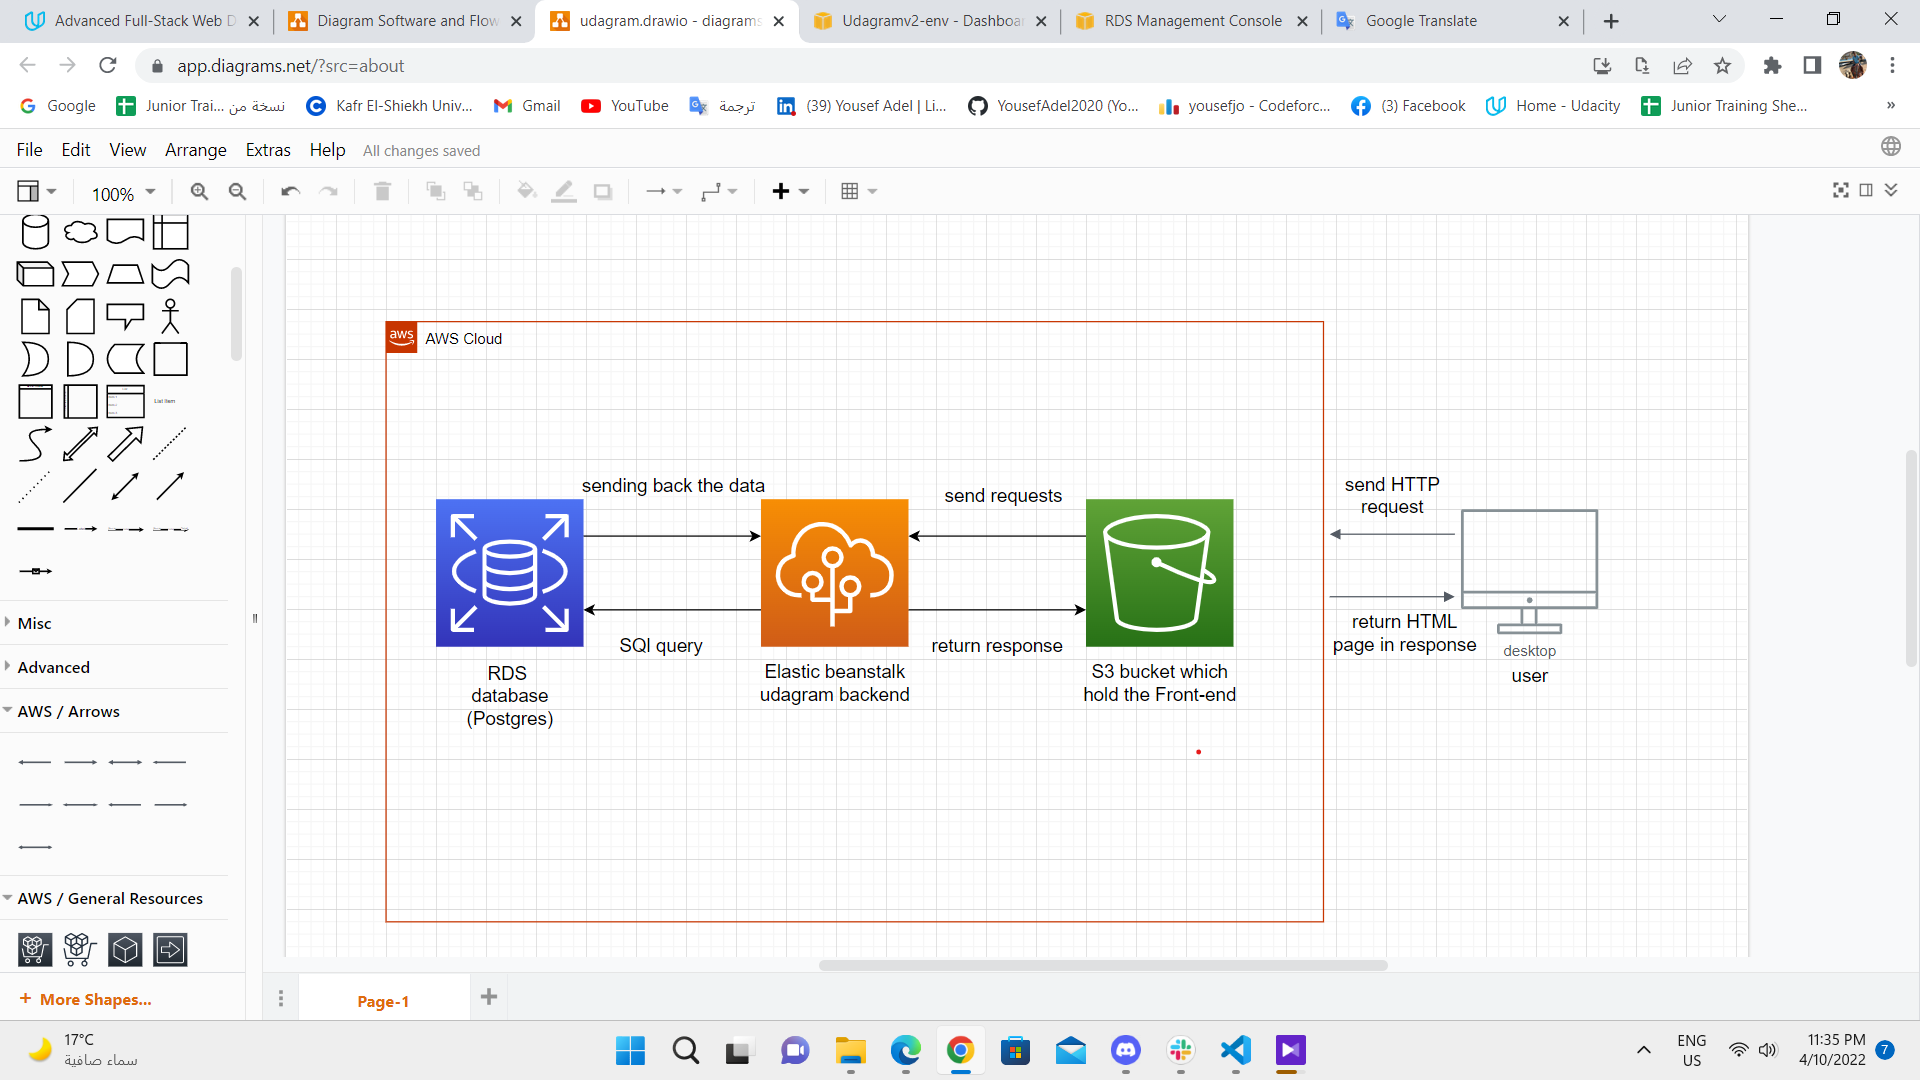 Advanced Full-Stack Web D
Diagram Software and Flow
udagram.drawio - diagrams
Udagramv2-env - Dashboar
RDS Management Console
Google Translate
app.diagrams.net/?src=about
Google
Junior Trai... نسخة من
Kafr El-Shiekh Univ...
Gmail
YouTube
ترجمة
(39) Yousef Adel | Li...
YousefAdel2020 (Yo...
yousefjo - Codeforc...
(3) Facebook
Home - Udacity
Junior Training She...
»
File
Edit
View
Arrange
Extras
Help
All changes saved
100%
List Item
Misc
Advanced
AWS / Arrows
AWS / General Resources
+ More Shapes...
aws
AWS Cloud
sending back the data
send requests
send HTTP
request
SQl query
return response
return HTML
page in response
RDS
database
(Postgres)
Elastic beanstalk
udagram backend
S3 bucket which
hold the Front-end
desktop
user
Page-1
17°C
سماء صافية
ENG
US
11:35 PM
4/10/2022
7